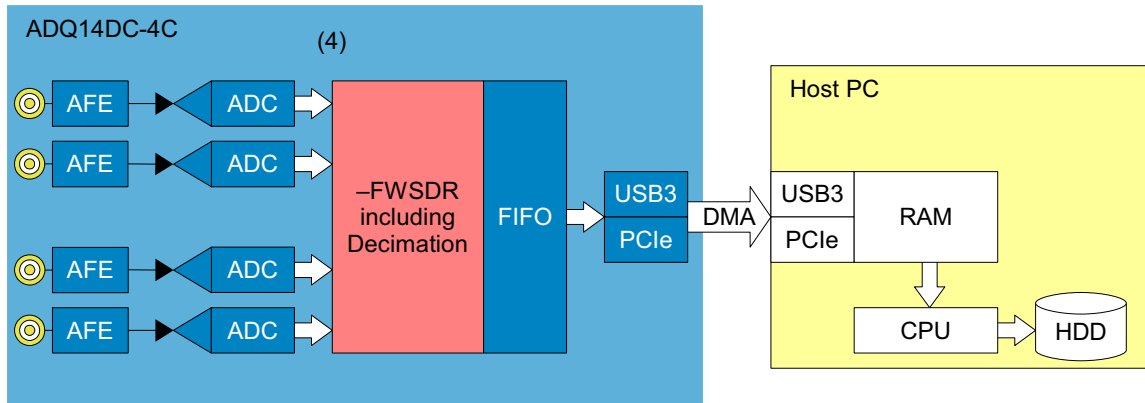 ADQ14DC-4C
(4)
AFE
ADC
AFE
ADC
AFE
ADC
AFE
ADC
–FWSDR
including
Decimation
FIFO
USB3
PCIe
DMA
Host PC
USB3
PCIe
RAM
CPU
HDD